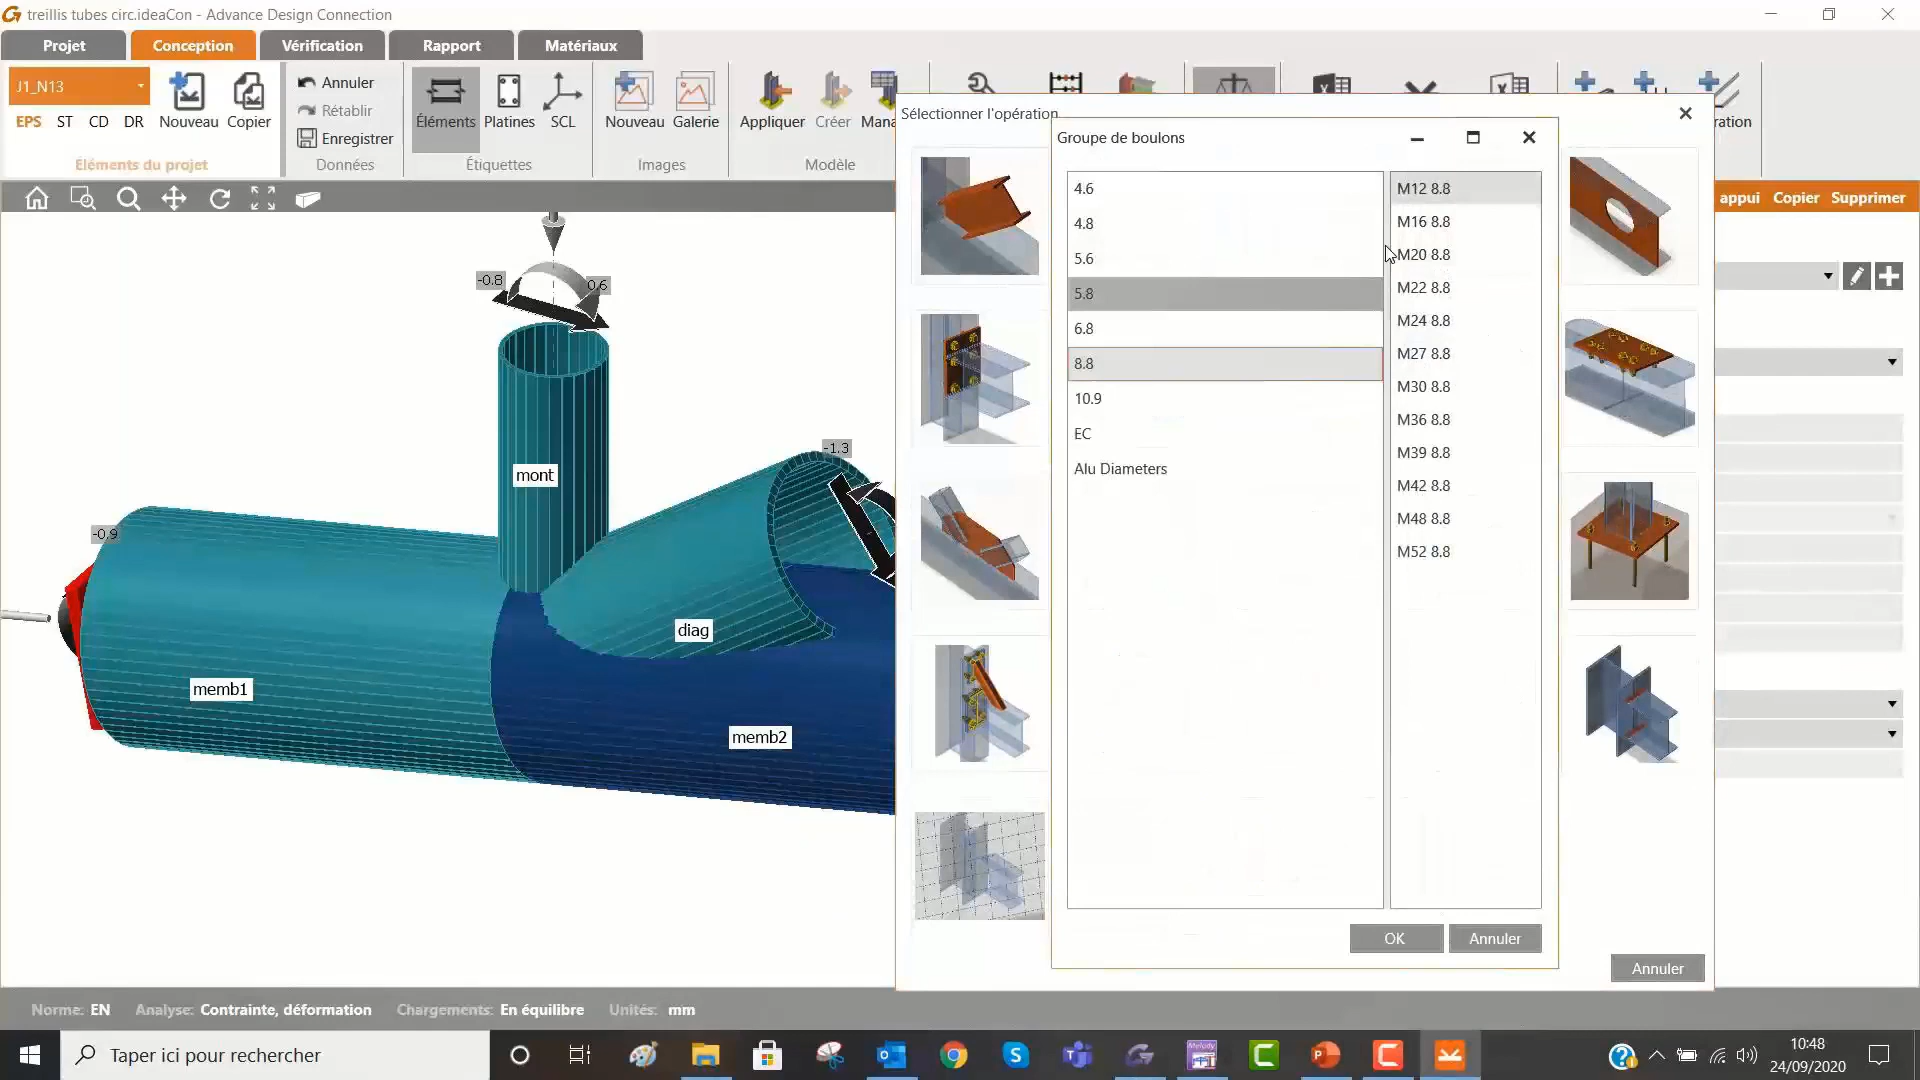 treillis tubes circ.ideaCon - Advance Design Connection
Projet
Conception
Vérification
Rapport
Matériaux
J1_N13
EPS
ST
CD
DR
Nouveau
Copier
Annuler
Rétablir
Enregistrer
Éléments
Platines
SCL
Nouveau
Galerie
Appliquer
Créer
Mana
ration
Eléments du projet
Données
Étiquettes
Images
Modèle
Sélectionner l'opération
Groupe de boulons
4.6
4.8
5.6
5.8
6.8
8.8
10.9
EC
Alu Diameters
M12 8.8
M16 8.8
M20 8.8
M22 8.8
M24 8.8
M27 8.8
M30 8.8
M36 8.8
M39 8.8
M42 8.8
M48 8.8
M52 8.8
OK
Annuler
Annuler
appui
Copier
Supprimer
-0.8
0.6
-1.3
-0.9
mont
diag
memb1
memb2
Norme: EN
Analyse: Contrainte, déformation
Chargements: En équilibre
Unités: mm
Taper ici pour rechercher
Melody
10:48
24/09/2020